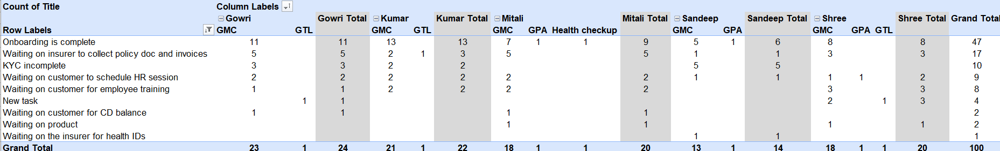 Count of Title Column Labels
Gowri Gowri Total Kumar Kumar Total Mitali Mitali Total Sandeep Sandeep Total Shree Shree Total Grand Total
Row Labels GMC GTL GMC GTL GMC GPA Health checkup GMC GPA GMC GPA GTL
Onboarding is complete 11 11 13 13 7 1 1 9 5 1 6 8 8 47
Waiting on insurer to collect policy doc and invoices 5 5 2 1 3 5 5 1 1 3 3 17
KYC incomplete 3 3 2 2 5 5 10
Waiting on customer to schedule HR session 2 2 2 2 2 2 1 1 1 1 2 9
Waiting on customer for employee training 1 1 2 2 2 2 3 3 8
New task 1 1 2 1 3 4
Waiting on customer for CD balance 1 1 1 1 2
Waiting on product 1 1 1 1 2
Waiting on the insurer for health IDs 1 1 1
Grand Total 23 1 24 21 1 22 18 1 1 20 13 1 14 18 1 1 20 100